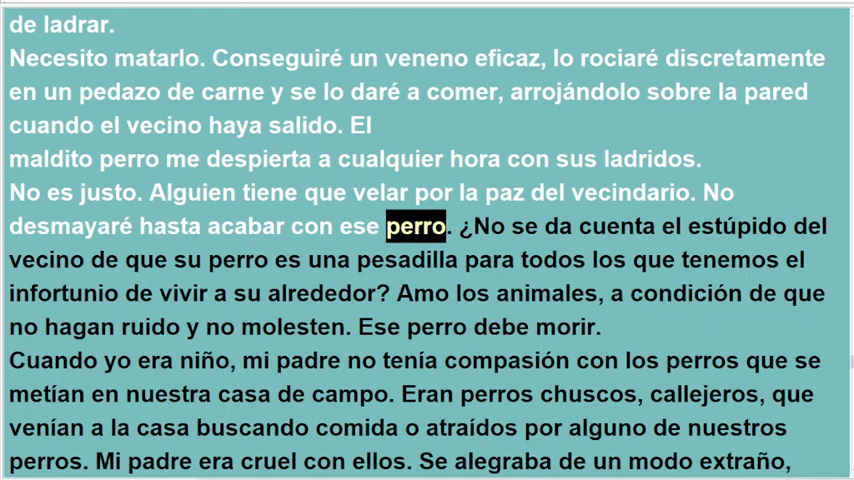 de ladrar.
Necesito matarlo. Conseguiré un veneno eficaz, lo rociaré discretamente
en un pedazo de carne y se lo daré a comer, arrojándolo sobre la pared
cuando el vecino haya salido. El
maldito perro me despierta a cualquier hora con sus ladridos.
No es justo. Alguien tiene que velar por la paz del vecindario. No
desmayaré hasta acabar con ese perro. ¿No se da cuenta el estúpido del
vecino de que su perro es una pesadilla para todos los que tenemos el
infortunio de vivir a su alrededor? Amo los animales, a condición de que
no hagan ruido y no molesten. Ese perro debe morir.
Cuando yo era niño, mi padre no tenía compasión con los perros que se
metían en nuestra casa de campo. Eran perros chuscos, callejeros, que
venían a la casa buscando comida o atraídos por alguno de nuestros
perros. Mi padre era cruel con ellos. Se alegraba de un modo extraño,